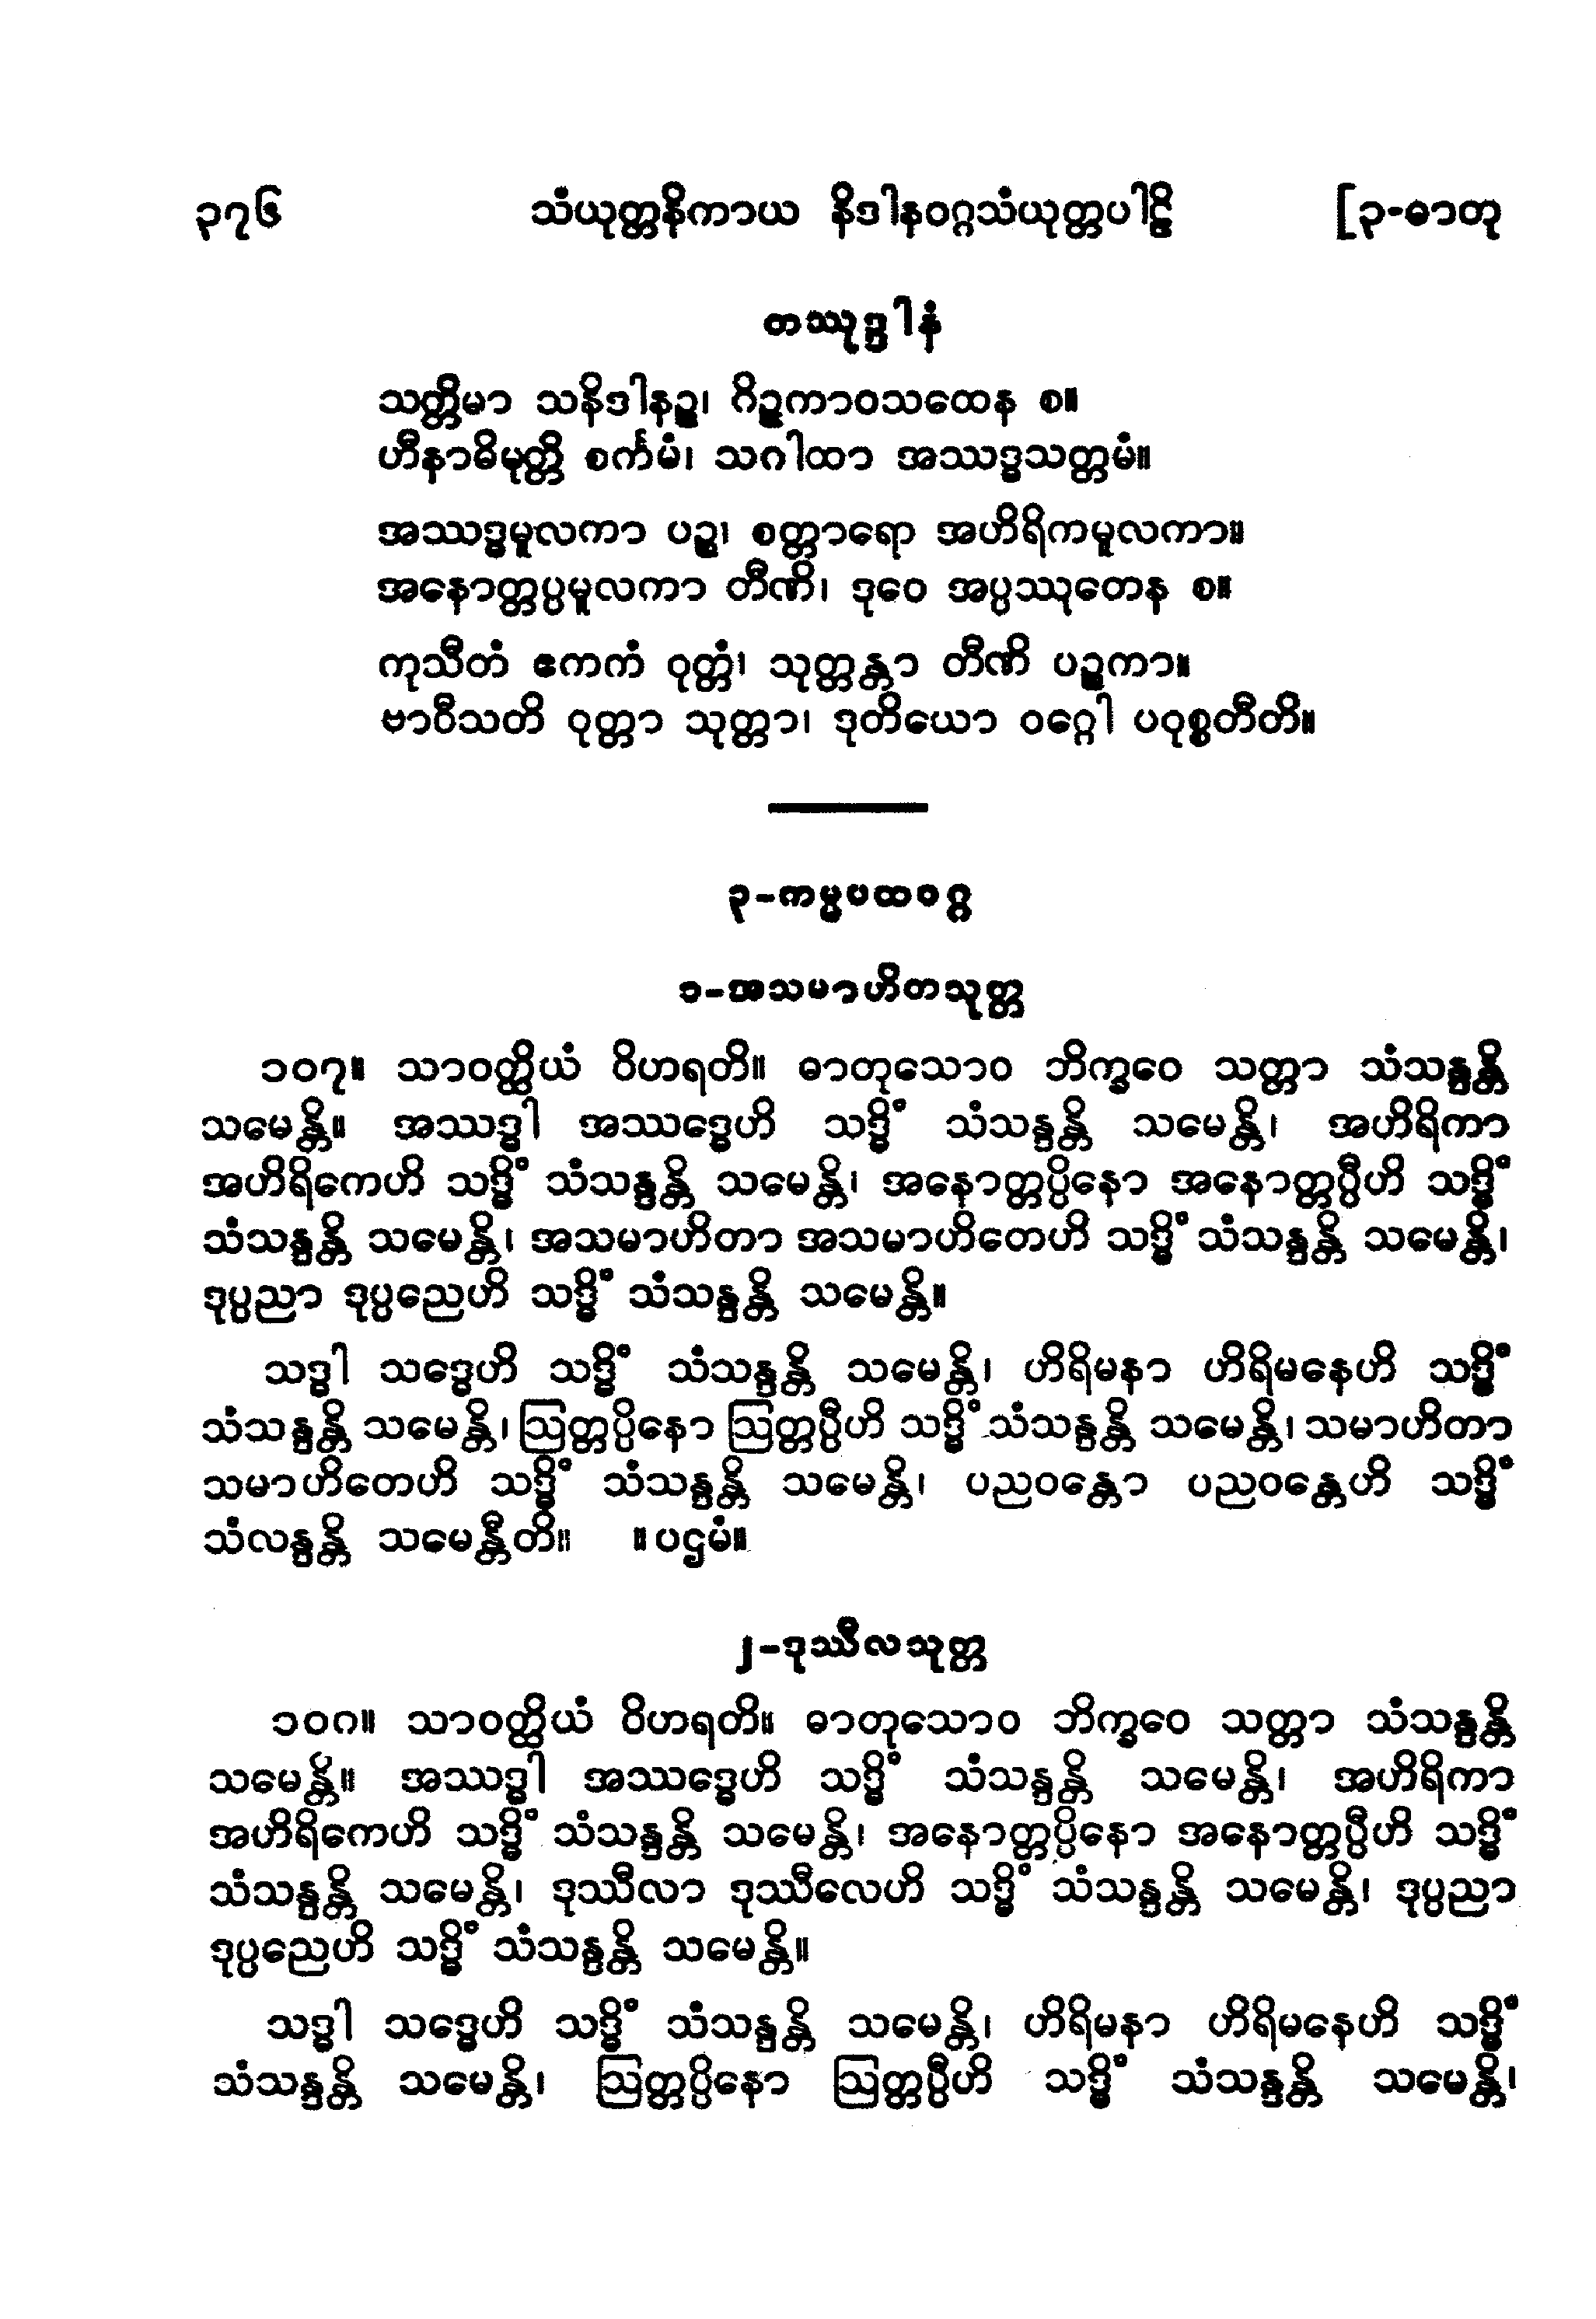 ၃၇၆ သံယုတ္တနိကာယ နိဒါနဝဂ္ဂသံယုတ္တပါဠိ [၃-ဓာတု
တဿုဒ္ဒါနံ
သတ္တိမာ သနိဒါနဉ္စ၊ ဂိဉ္ဇကာဝသထေန စ။
ဟီနာဓိမုတ္တိ စင်္ကမံ၊ သဂါထာ အဿဒ္ဓသတ္တမံ။
အဿဒ္ဓမူလကာ ပဉ္စ၊ စတ္တာရော အဟိရိကမူလကာ။
အနောတ္တပ္ပမူလကာ တီဏိ၊ ဒုဝေ အပ္ပဿုတေန စ။
ကုသီတံ ဧကကံ ဝုတ္တံ၊ သုတ္တန္တာ တီဏိ ပဉ္စကာ။
ဗာဝီသတိ ဝုတ္တာ သုတ္တာ၊ ဒုတိယော ဝဂ္ဂေါ ပဝုစ္စတီတိ။
၃-ကမ္မပထဝဂ္ဂ
၁-အသမာဟိတသုတ္တ
၁၀၇။ သာဝတ္ထိယံ ဝိဟရတိ။ ဓာတုသောဝ ဘိက္ခဝေ သတ္တာ သံသန္ဒန္တိ
သမေန္တိ။ အဿဒ္ဓါ အဿဒ္ဓေဟိ သဒ္ဓိံ သံသန္ဒန္တိ သမေန္တိ၊ အဟိရိကာ
အဟိရိကေဟိ သဒ္ဓိံ သံသန္ဒန္တိ သမေန္တိ၊ အနောတ္တပ္ပိနော အနောတ္တပ္ပီဟိ သဒ္ဓိံ
သံသန္ဒန္တိ သမေန္တိ၊ အသမာဟိတာ အသမာဟိတေဟိ သဒ္ဓိံ သံသန္ဒန္တိ သမေန္တိ၊
ဒုပ္ပညာ ဒုပ္ပညေဟိ သဒ္ဓိံ သံသန္ဒန္တိ သမေန္တိ။
သဒ္ဓါ သဒ္ဓေဟိ သဒ္ဓိံ သံသန္ဒန္တိ သမေန္တိ၊ ဟိရိမနာ ဟိရိမနေဟိ သဒ္ဓိံ
သံသန္ဒန္တိ သမေန္တိ၊ ဩတ္တပ္ပိနော ဩတ္တပ္ပီဟိ သဒ္ဓိံ သံသန္ဒန္တိ သမေန္တိ၊ သမာဟိတာ
သမာဟိတေဟိ သဒ္ဓိံ သံသန္ဒန္တိ သမေန္တိ၊ ပညဝန္တော ပညဝန္တေဟိ သဒ္ဓိံ
သံလန္ဒန္တိ သမေန္တီတိ။ ။ပဌမံ။
၂-ဒုဿီလသုတ္တ
၁၀ဂ။ သာဝတ္ထိယံ ဝိဟရတိ။ ဓာတုသောဝ ဘိက္ခဝေ သတ္တာ သံသန္ဒန္တိ
သမေန္တိ။ အဿဒ္ဓါ အဿဒ္ဓေဟိ သဒ္ဓိံ သံသန္ဒန္တိ သမေန္တိ၊ အဟိရိကာ
အဟိရိကေဟိ သဒ္ဓိံ သံသန္ဒန္တိ သမေန္တိ၊ အနောတ္တပ္ပိနော အနောတ္တပ္ပီဟိ သဒ္ဓိံ
သံသန္ဒန္တိ သမေန္တိ၊ ဒုဿီလာ ဒုဿီလေဟိ သဒ္ဓိံ သံသန္ဒန္တိ သမေန္တိ၊ ဒုပ္ပညာ
ဒုပ္ပညေဟိ သဒ္ဓိံ သံသန္ဒန္တိ သမေန္တိ။
သဒ္ဓါ သဒ္ဓေဟိ သဒ္ဓိံ သံသန္ဒန္တိ သမေန္တိ၊ ဟိရိမနာ ဟိရိမနေဟိ သဒ္ဓိံ
သံသန္ဒန္တိ သမေန္တိ၊ ဩတ္တပ္ပိနော ဩတ္တပ္ပီဟိ သဒ္ဓိံ သံသန္ဒန္တိ သမေန္တိ၊